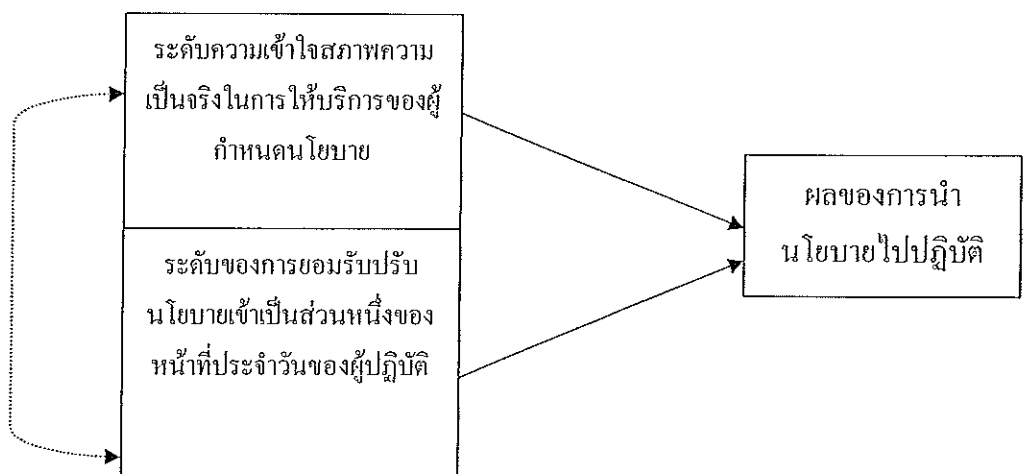 ระดับความเข้าใจสภาพความ
เป็นจริงในการให้บริการของผู้
กำหนดนโยบาย
ระดับของการยอมรับปรับ
นโยบายเข้าเป็นส่วนหนึ่งของ
หน้าที่ประจำวันของผู้ปฏิบัติ
ผลของการนำ
นโยบายไปปฏิบัติ